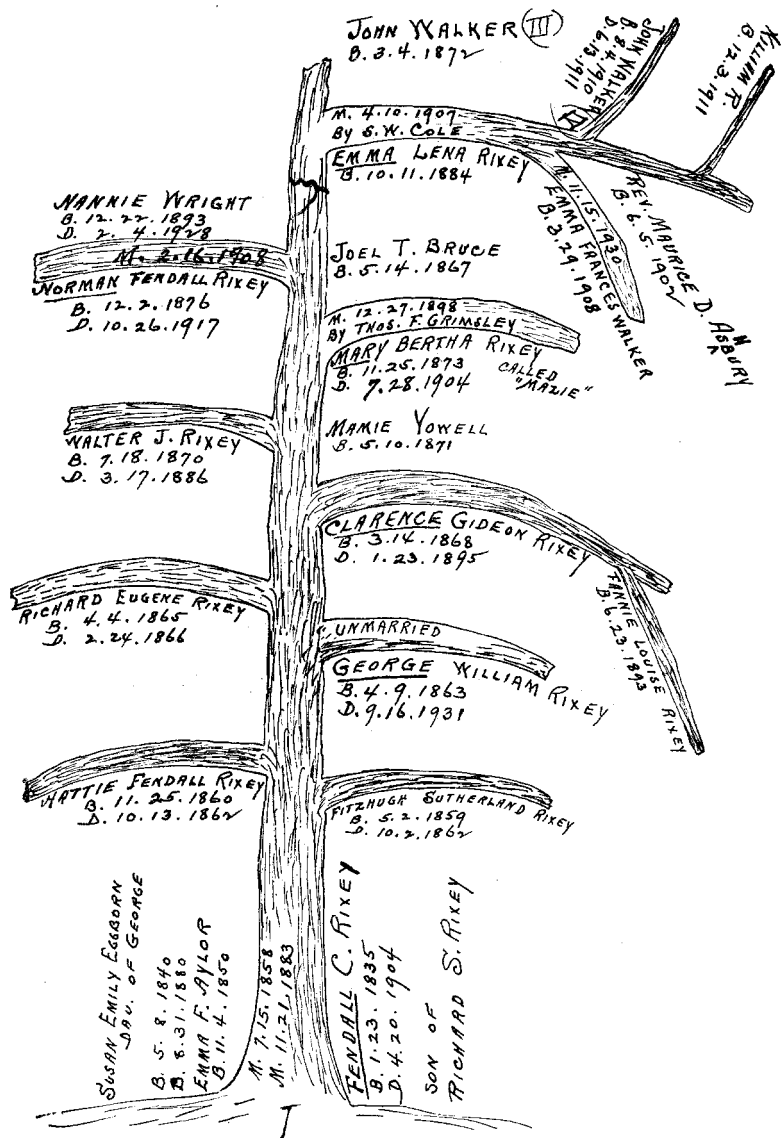 JOHN WALKER (III)
B. 3.4.1872
JOHN WALKER (IV)
B. 8.4.1910
D. 6.13.1911
WILLIAM R.
B. 12.3.1911
M. 4.10.1907
By S.W. COLE
EMMA LENA RIXEY
B. 10.11.1884
M. 11.15.1930
EMMA FRANCES WALKER
B. 3.29.1908
REV. MAURICE D. ASHBURY
B. 6.5.1902
NANNIE WRIGHT
B. 12.22.1893
D. 2.4.1928
M. 2.16.1908
NORMAN FENDALL RIXEY
B. 12.2.1876
D. 10.26.1917
JOEL T. BRUCE
B. 5.14.1867
M. 12.27.1898
By THOS. F. GRIMSLEY
MARY BERTHA RIXEY
B. 11.25.1873
D. 7.28.1904
CALLED
"MAZIE"
WALTER J. RIXEY
B. 7.18.1870
D. 3.17.1886
MAMIE YOWELL
B. 5.10.1871
CLARENCE GIDEON RIXEY
B. 3.14.1868
D. 1.23.1895
FANNIE LOUISE RIXEY
B. 6.23.1893
RICHARD EUGENE RIXEY
B. 4.4.1865
D. 2.24.1866
UNMARRIED
GEORGE WILLIAM RIXEY
B. 4.9.1863
D. 9.16.1931
HATTIE FENDALL RIXEY
B. 11.25.1860
D. 10.13.1862
FITZHUGH SUTHERLAND RIXEY
B. 5.2.1859
D. 10.2.1862
SUSAN EMILY EGGBORN
DAU. OF GEORGE
B. 5.8.1840
B. 8.31.1880
EMMA F. AYLOR
B. 11.4.1850
M. 7.15.1858
M. 11.21.1883
FENDALL C. RIXEY
B. 1.23.1835
D. 4.20.1904
SON OF
RICHARD S. RIXEY